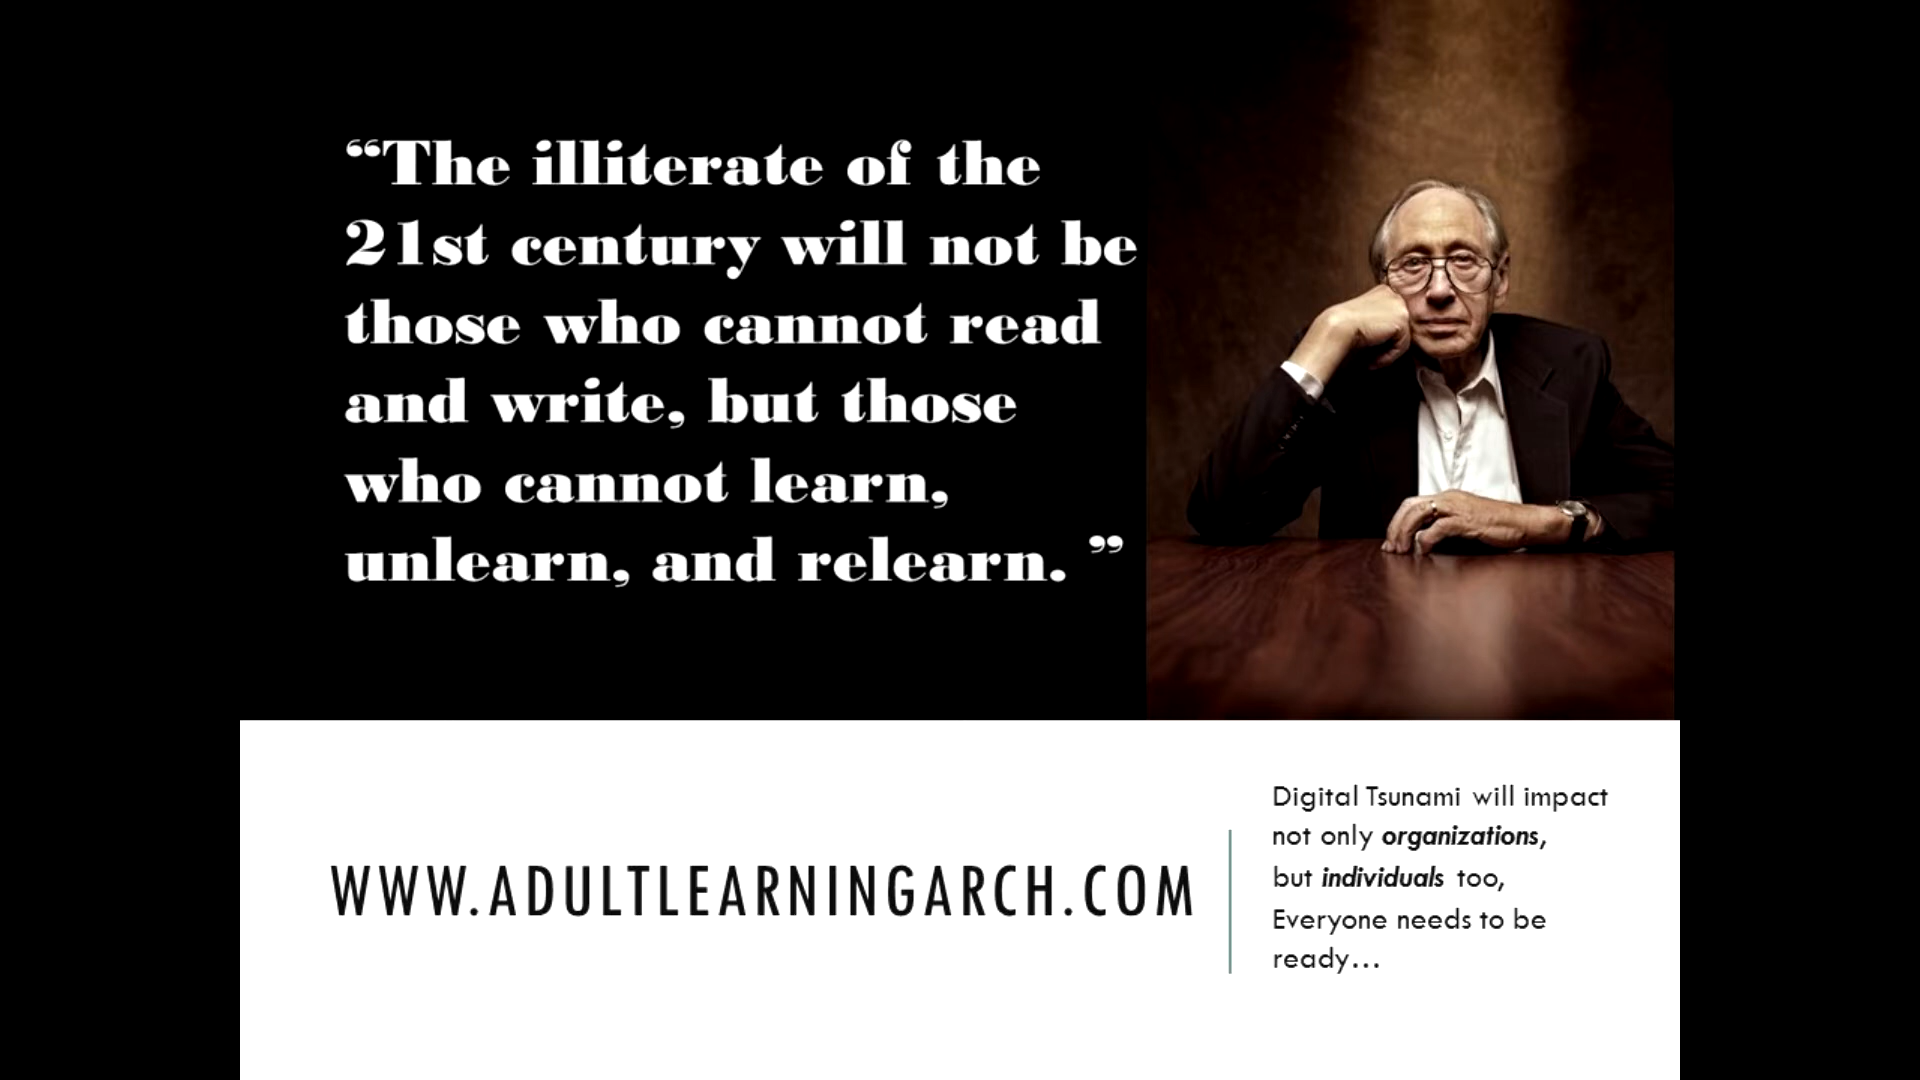 “The illiterate of the
21st century will not be
those who cannot read
and write, but those
who cannot learn,
unlearn, and relearn. ”
WWW.ADULTLEARNINGARCH.COM
Digital Tsunami will impact
not only organizations,
but individuals too,
Everyone needs to be
ready...